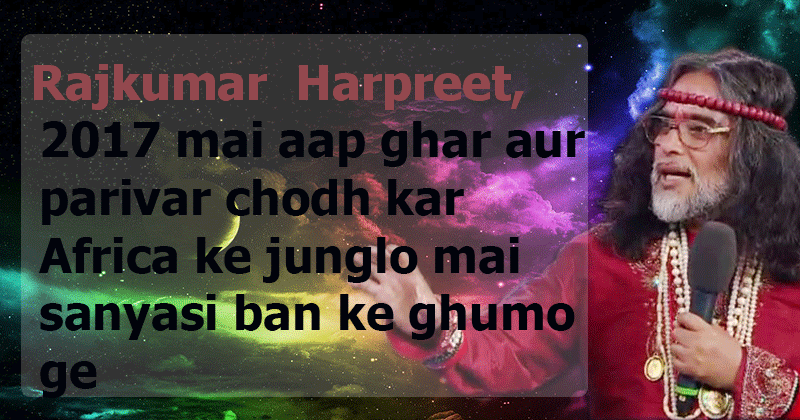 Rajkumar Harpreet,
2017 mai aap ghar aur
parivar chodh kar
Africa ke junglo mai
sanyasi ban ke ghumo
ge